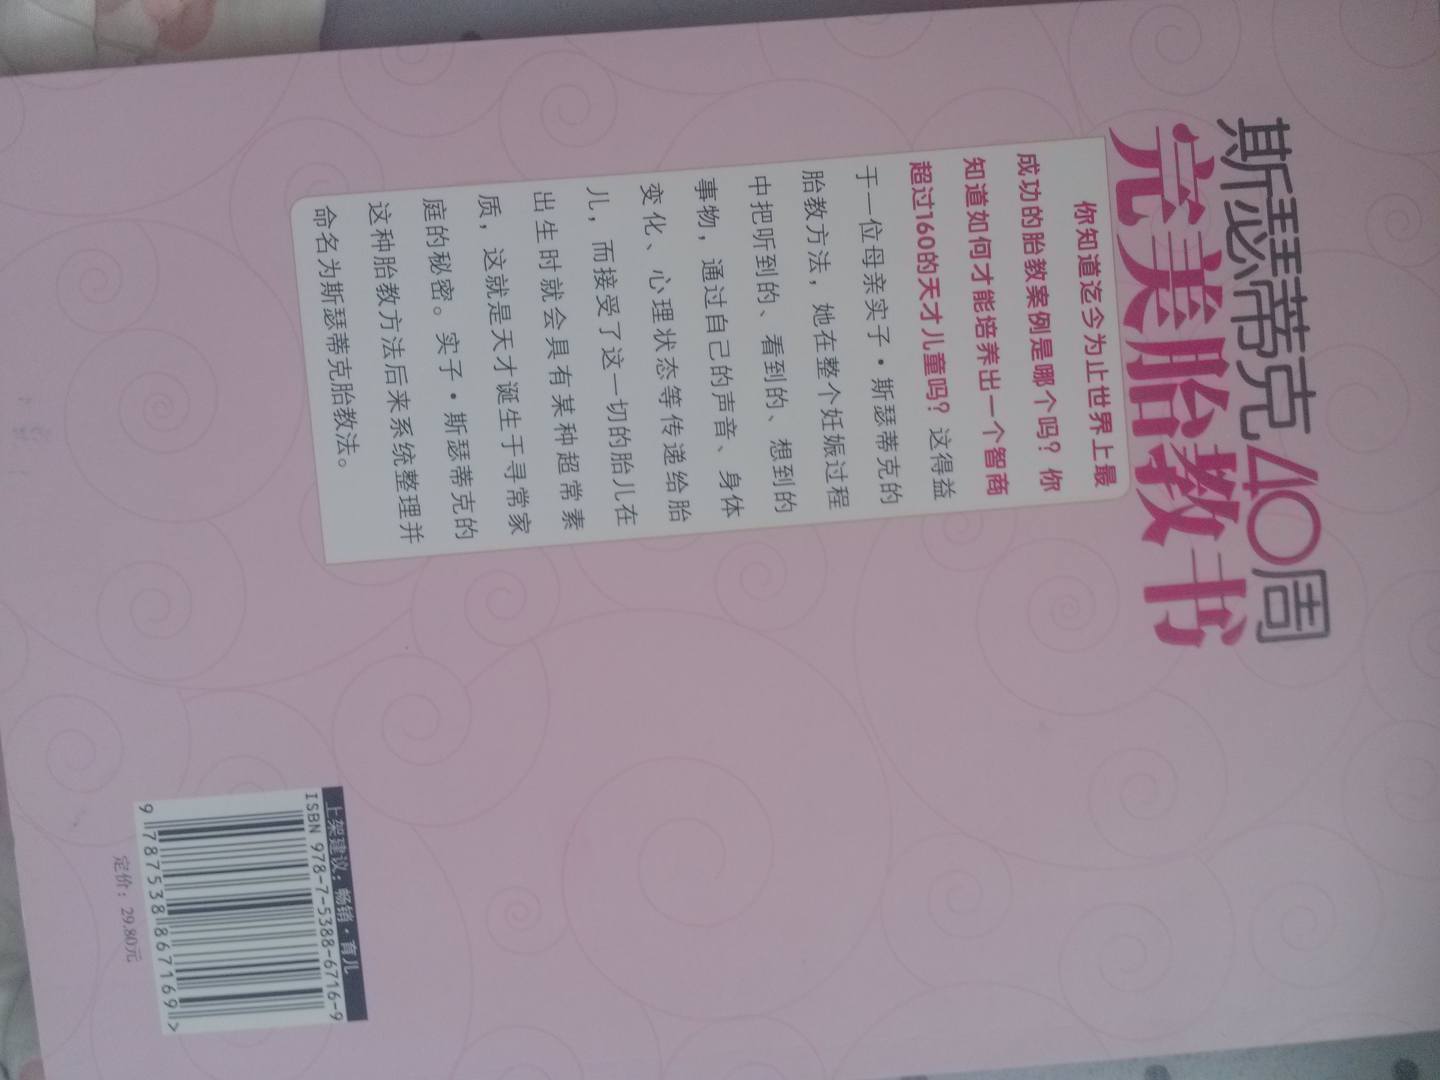 斯瑟蒂克40周
完美胎教书
你知道迄今为止世界上最
成功的胎教案例是哪个吗？你
知道如何才能培养出一个智商
超过160的天才儿童吗？这得益
于一位母亲实子·斯瑟蒂克的
胎教方法，她在整个妊娠过程
中把听到的、看到的、想到的
事物，通过自己的声音、身体
变化、心理状态等传递给胎
儿，而接受了这一切的胎儿在
出生时就会具有某种超常素
质，这就是天才诞生于寻常家
庭的秘密。实子·斯瑟蒂克的
这种胎教方法后来系统整理并
命名为斯瑟蒂克胎教法。
上架建议：畅销·育儿
ISBN 978-7-5388-6716-9
9 787538 867169 >
定价：29.80元